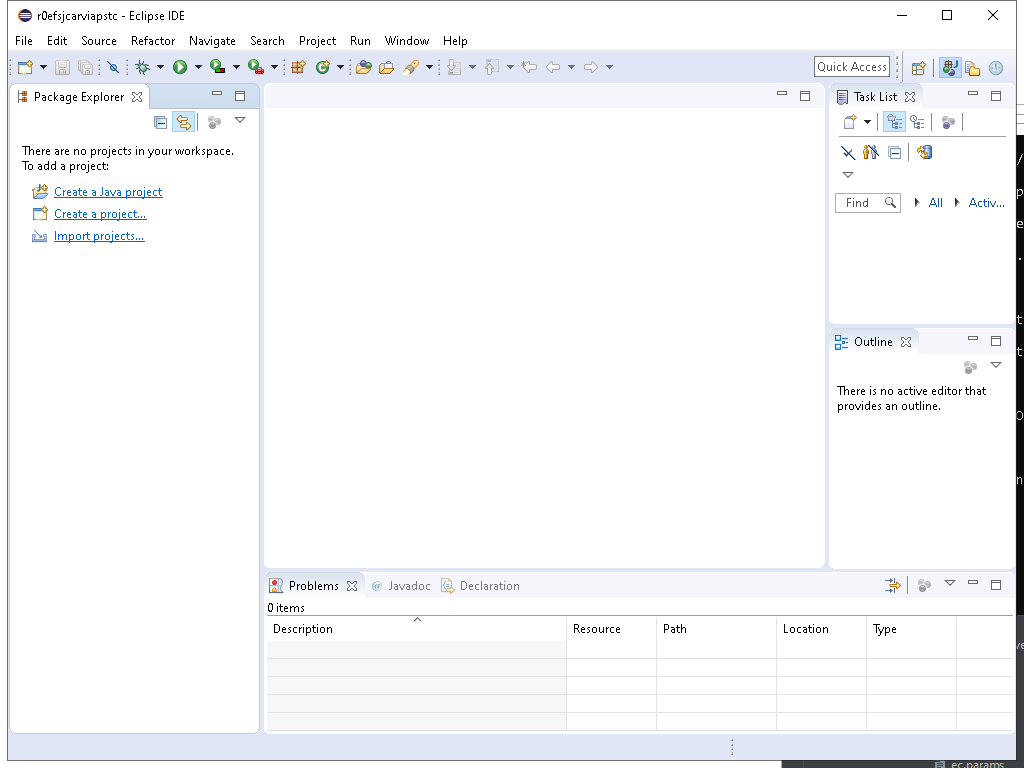 r0efsjcarviapstc - Eclipse IDE
File Edit Source Refactor Navigate Search Project Run Window Help
Quick Access
Package Explorer
There are no projects in your workspace.
To add a project:
Create a Java project
Create a project...
Import projects...
Task List
Find
All
Activ...
Outline
There is no active editor that
provides an outline.
Problems
@ Javadoc
Declaration
0 items
Description Resource Path Location Type
ec.params